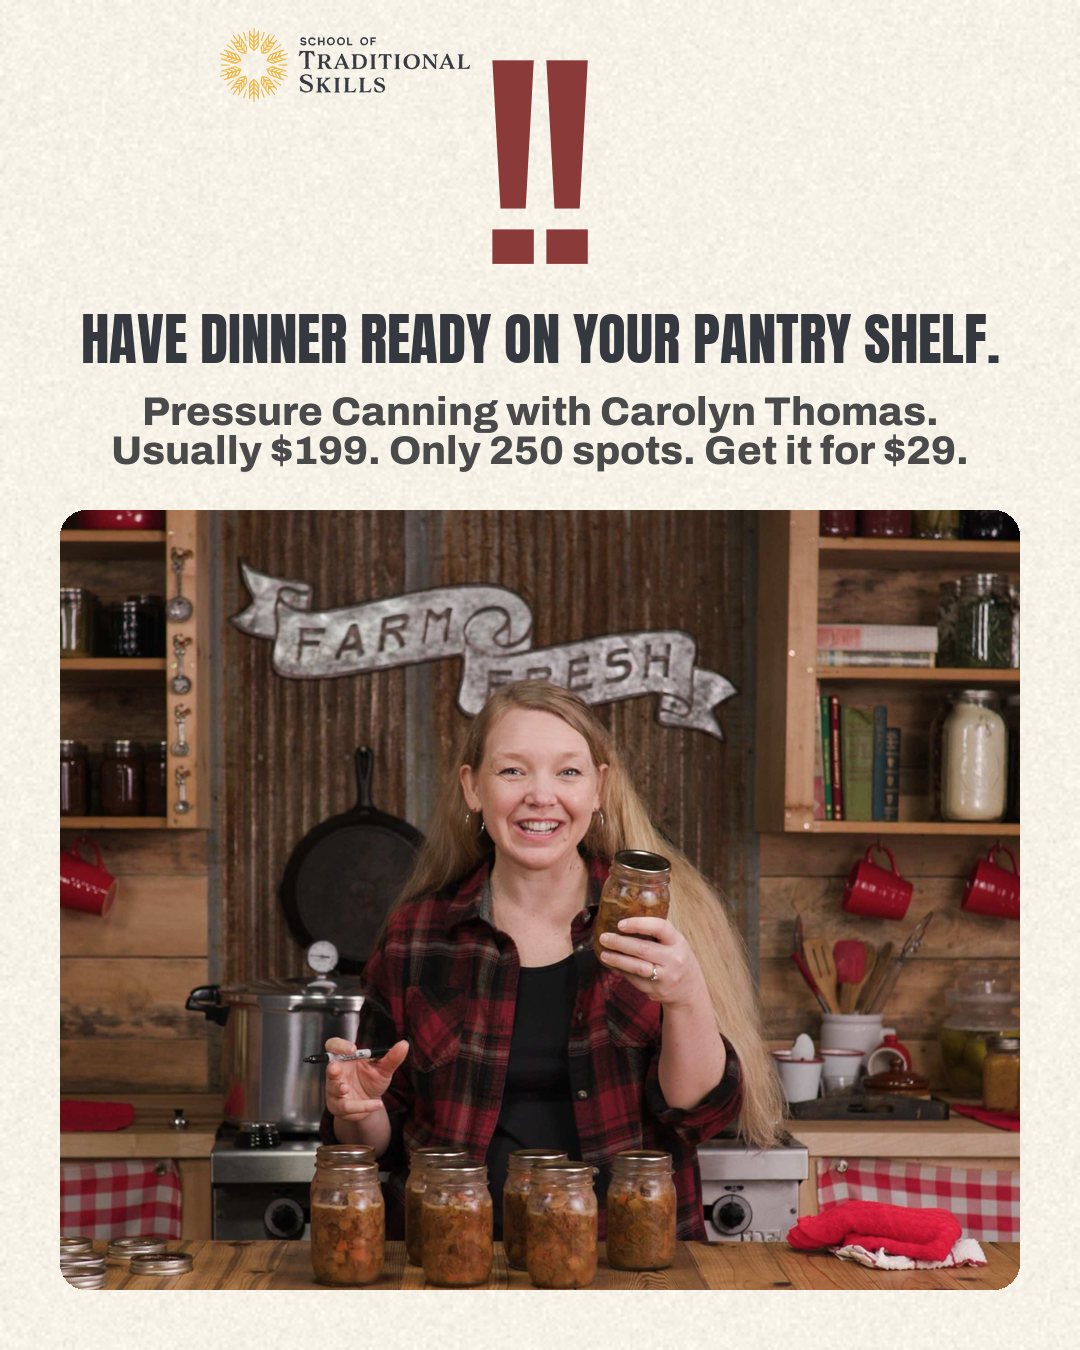 SCHOOL OF
TRADITIONAL
SKILLS
!!
HAVE DINNER READY ON YOUR PANTRY SHELF.
Pressure Canning with Carolyn Thomas.
Usually $199. Only 250 spots. Get it for $29.
FARM
FRESH